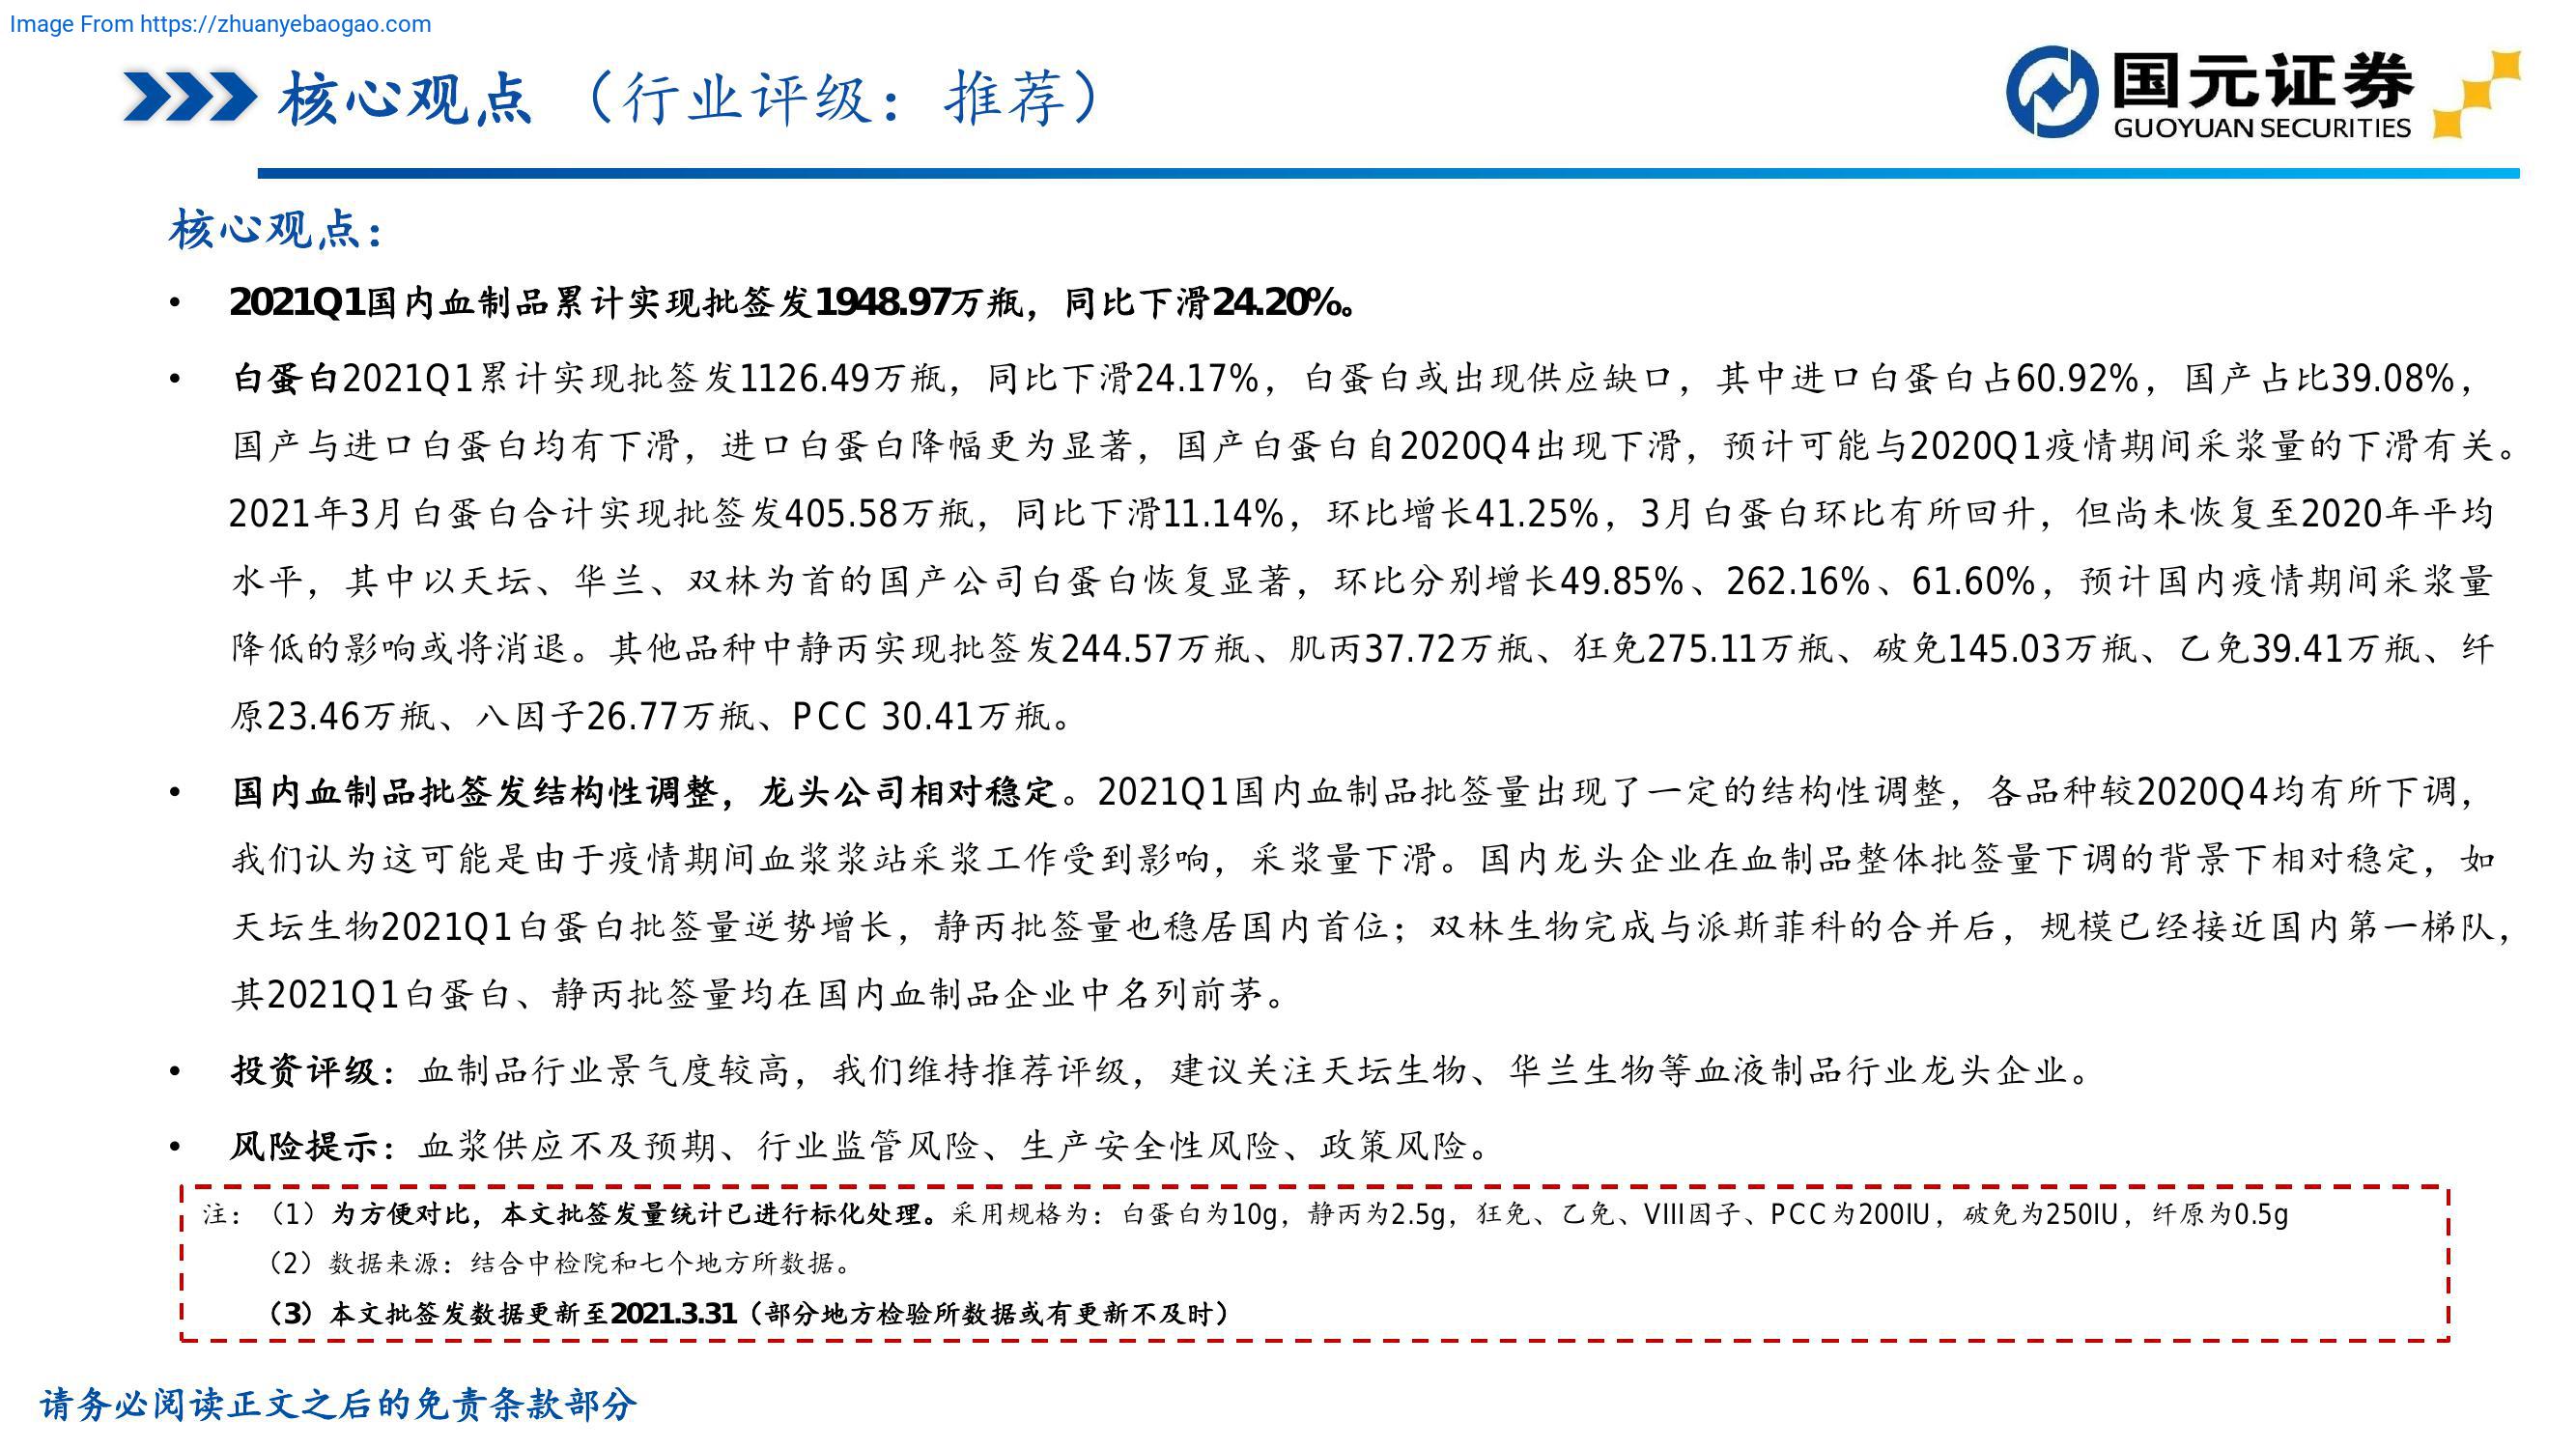 Image From https://zhuanyebaogao.com
核心观点（行业评级：推荐）
国元证券
GUOYUAN SECURITIES
核心观点：
• 2021Q1国内血制品累计实现批签发1948.97万瓶，同比下滑24.20%。
• 白蛋白2021Q1累计实现批签发1126.49万瓶，同比下滑24.17%，白蛋白或出现供应缺口，其中进口白蛋白占60.92%，国产占比39.08%，
国产与进口白蛋白均有下滑，进口白蛋白降幅更为显著，国产白蛋白自2020Q4出现下滑，预计可能与2020Q1疫情期间采浆量的下滑有关。
2021年3月白蛋白合计实现批签发405.58万瓶，同比下滑11.14%，环比增长41.25%，3月白蛋白环比有所回升，但尚未恢复至2020年平均
水平，其中以天坛、华兰、双林为首的国产公司白蛋白恢复显著，环比分别增长49.85%、262.16%、61.60%，预计国内疫情期间采浆量
降低的影响或将消退。其他品种中静丙实现批签发244.57万瓶、肌丙37.72万瓶、狂免275.11万瓶、破免145.03万瓶、乙免39.41万瓶、纤
原23.46万瓶、八因子26.77万瓶、PCC 30.41万瓶。
• 国内血制品批签发结构性调整，龙头公司相对稳定。2021Q1国内血制品批签量出现了一定的结构性调整，各品种较2020Q4均有所下调，
我们认为这可能是由于疫情期间血浆浆站采浆工作受到影响，采浆量下滑。国内龙头企业在血制品整体批签量下调的背景下相对稳定，如
天坛生物2021Q1白蛋白批签量逆势增长，静丙批签量也稳居国内首位；双林生物完成与派斯菲科的合并后，规模已经接近国内第一梯队，
其2021Q1白蛋白、静丙批签量均在国内血制品企业中名列前茅。
• 投资评级：血制品行业景气度较高，我们维持推荐评级，建议关注天坛生物、华兰生物等血液制品行业龙头企业。
• 风险提示：血浆供应不及预期、行业监管风险、生产安全性风险、政策风险。
注：（1）为方便对比，本文批签发量统计已进行标化处理。采用规格为：白蛋白为10g，静丙为2.5g，狂免、乙免、VIII因子、PCC为200IU，破免为250IU，纤原为0.5g
（2）数据来源：结合中检院和七个地方所数据。
（3）本文批签发数据更新至2021.3.31（部分地方检验所数据或有更新不及时）
请务必阅读正文之后的免责条款部分